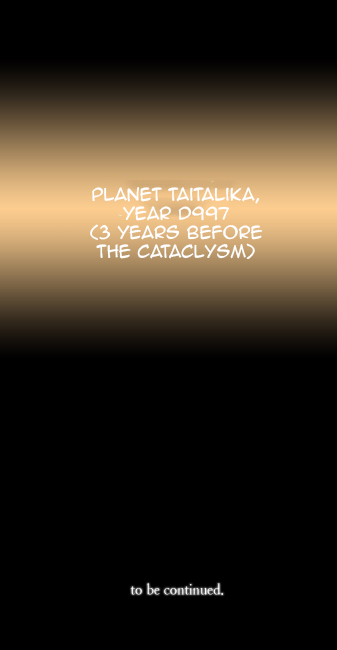 PLANET TAITALIKA,
YEAR D997
(3 YEARS BEFORE
THE CATACLYSM)
to be continued.